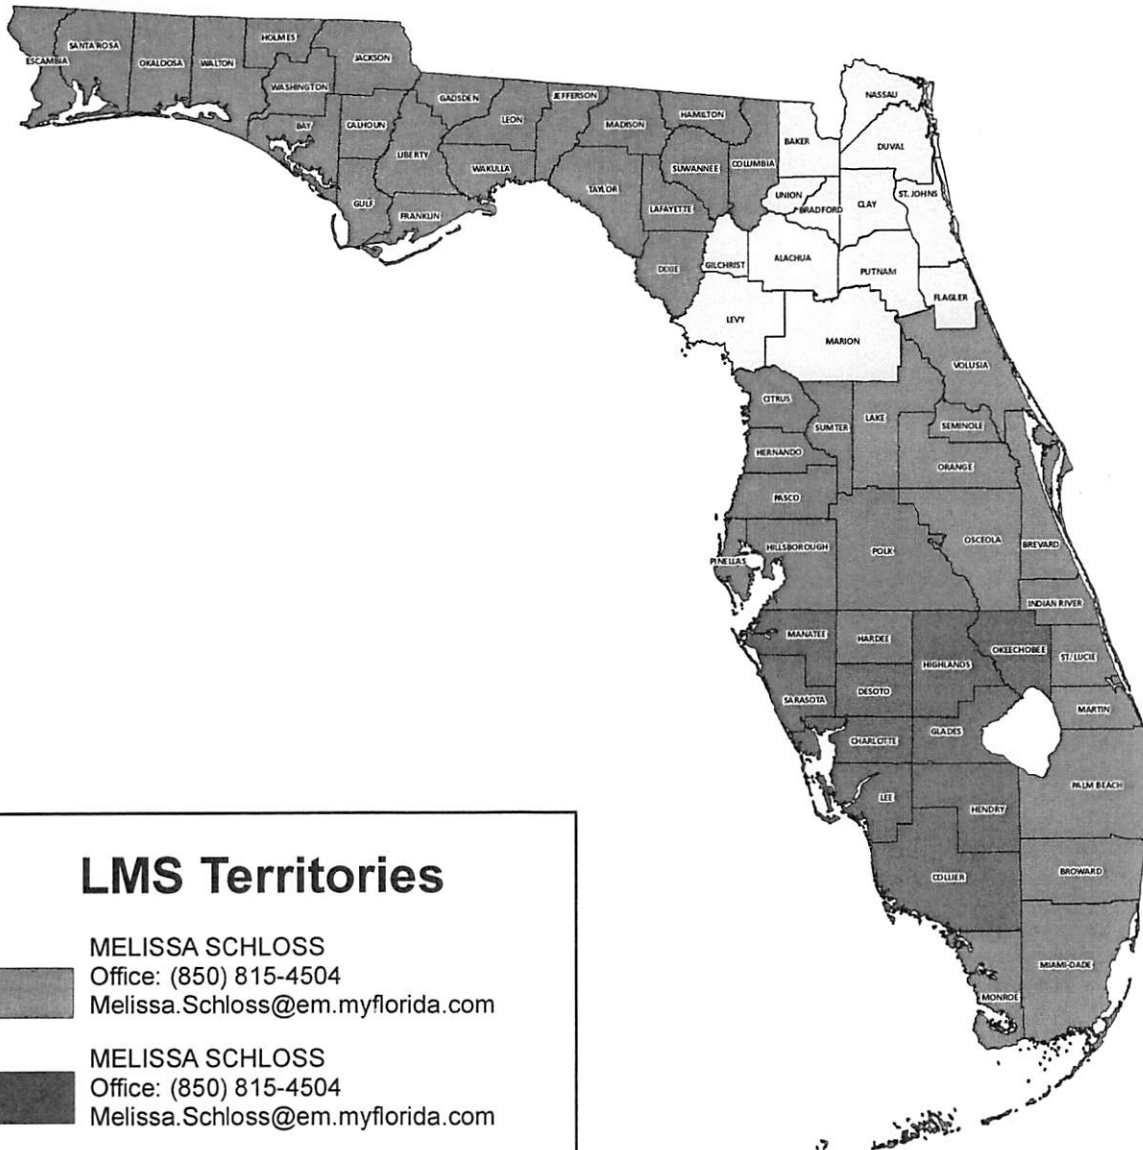 ESCAMBIA
SANTA ROSA
OKALOOSA
WALTON
HOLMES
WASHINGTON
JACKSON
BAY
CALHOUN
GULF
LIBERTY
GADSDEN
FRANKLIN
LEON
WAKULLA
JEFFERSON
MADISON
TAYLOR
HAMILTON
SUWANNEE
LAFAYETTE
DIXIE
COLUMBIA
BAKER
NASSAU
DUVAL
UNION
BRADFORD
CLAY
ST. JOHNS
GILCHRIST
ALACHUA
PUTNAM
FLAGLER
LEVY
MARION
VOLUSIA
CITRUS
SUMTER
LAKE
SEMINOLE
HERNANDO
ORANGE
PASCO
HILLSBOROUGH
PINELLAS
POLK
OSCEOLA
BREVARD
INDIAN RIVER
MANATEE
HARDEE
HIGHLANDS
OKEECHOBEE
ST. LUCIE
SARASOTA
DESOTO
MARTIN
CHARLOTTE
GLADES
LEE
HENDRY
PALM BEACH
COLLIER
BROWARD
MONROE
MIAMI-DADE
LMS Territories
MELISSA SCHLOSS
Office: (850) 815-4504
Melissa.Schloss@em.myflorida.com
MELISSA SCHLOSS
Office: (850) 815-4504
Melissa.Schloss@em.myflorida.com